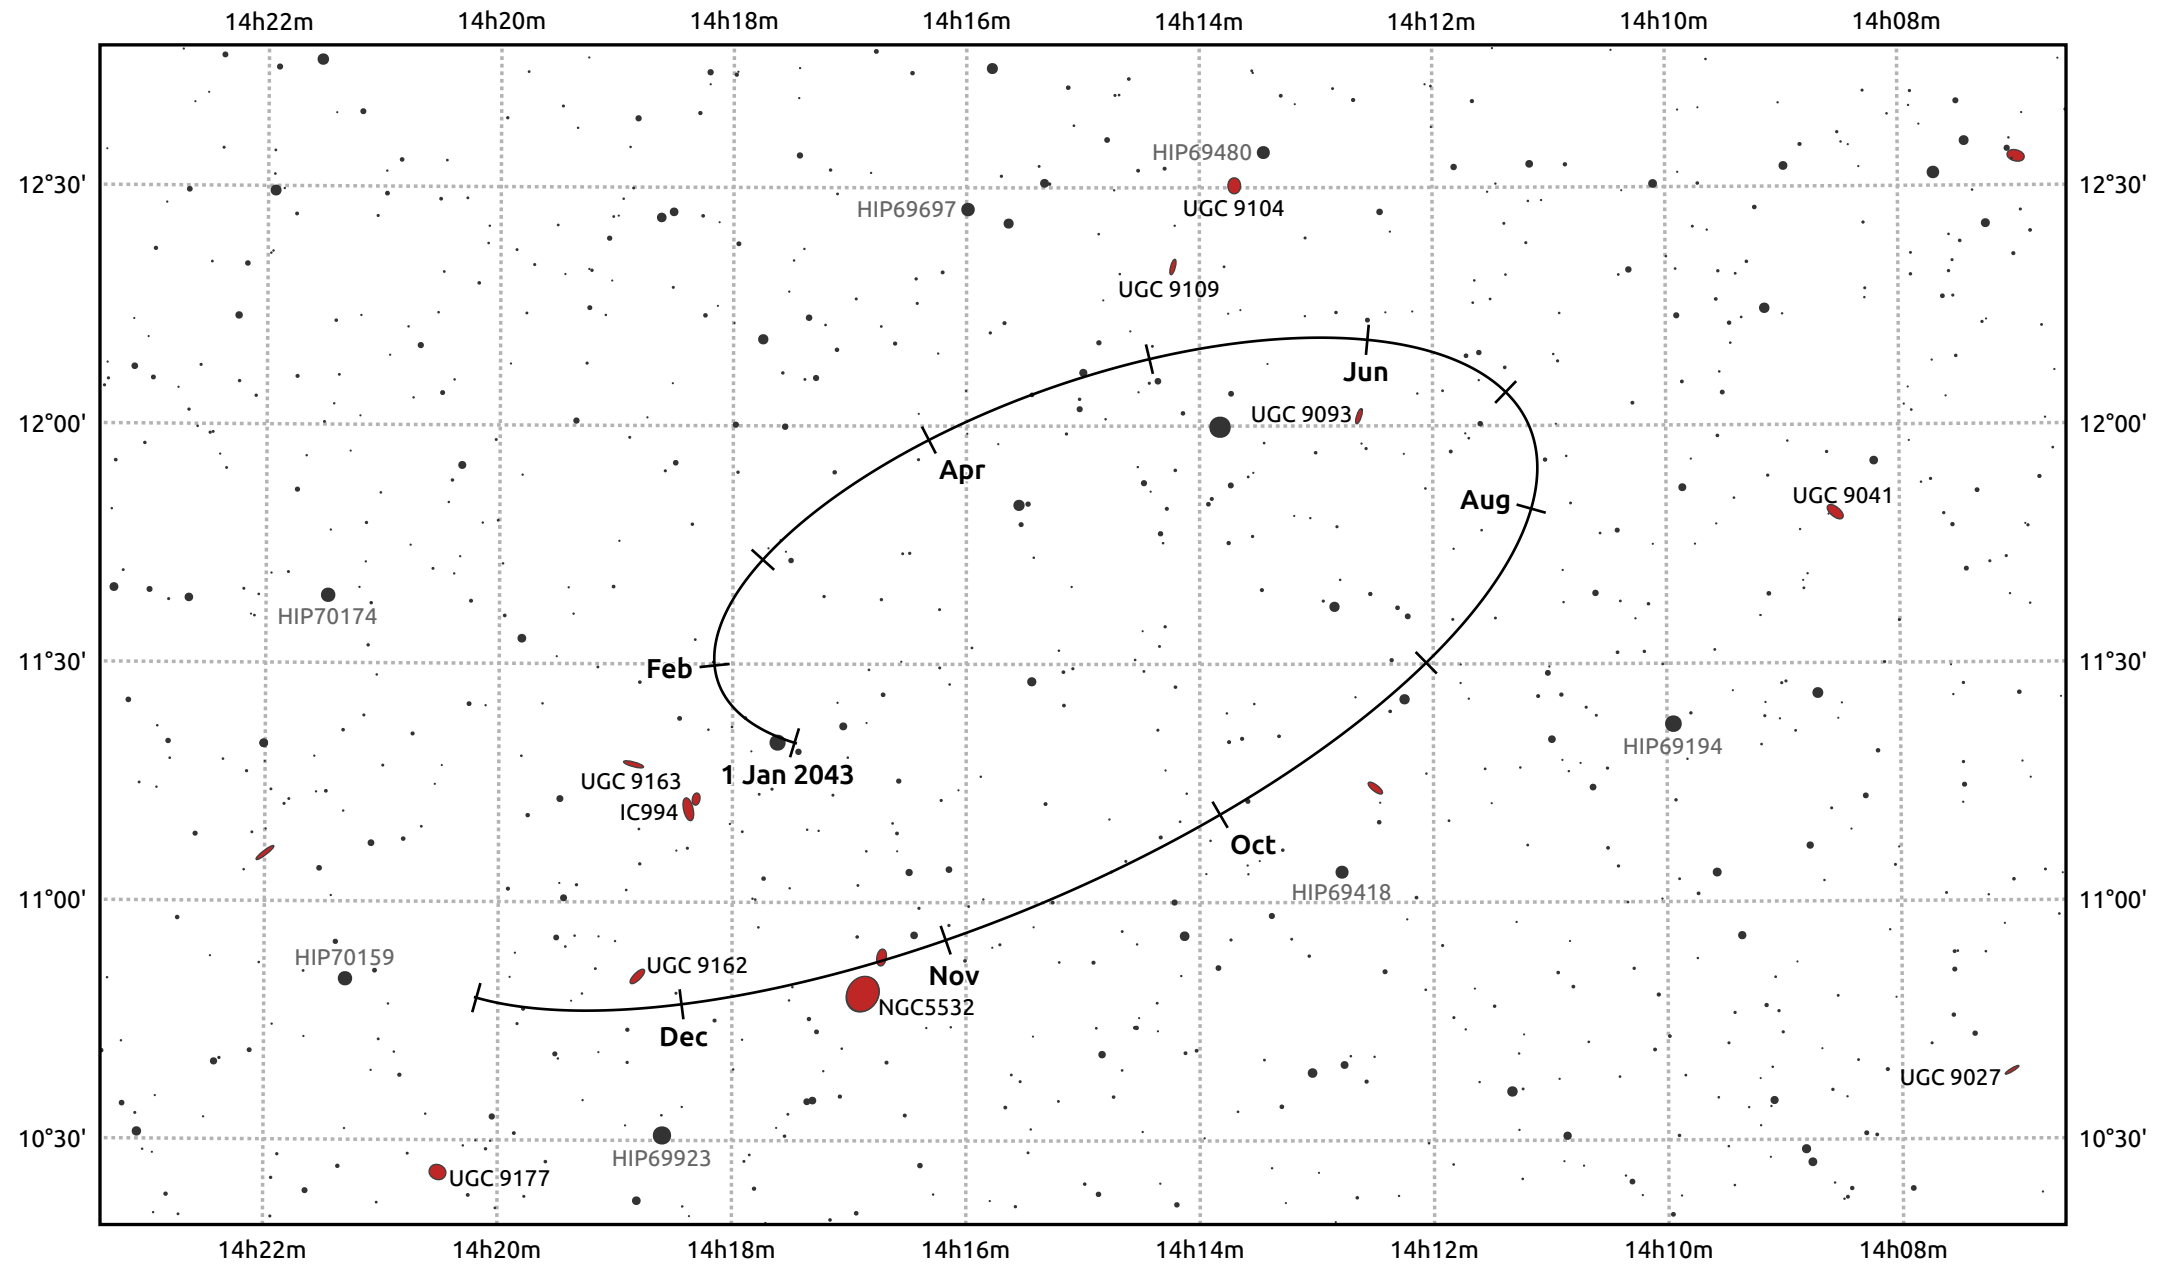 14h22m 14h20m 14h18m 14h16m 14h14m 14h12m 14h10m 14h08m
HIP69480
12°30' 12°30'
HIP69697 UGC 9104
UGC 9109
Jun
UGC 9093
12°00' 12°00'
Apr
Aug UGC 9041
HIP70174
11°30' 11°30'
Feb
HIP69194
1 Jan 2043
UGC 9163
IC994
Oct
HIP69418
11°00' 11°00'
HIP70159
UGC 9162
Nov
NGC5532
Dec
UGC 9027
10°30' 10°30'
HIP69923
UGC 9177
14h22m 14h20m 14h18m 14h16m 14h14m 14h12m 14h10m 14h08m